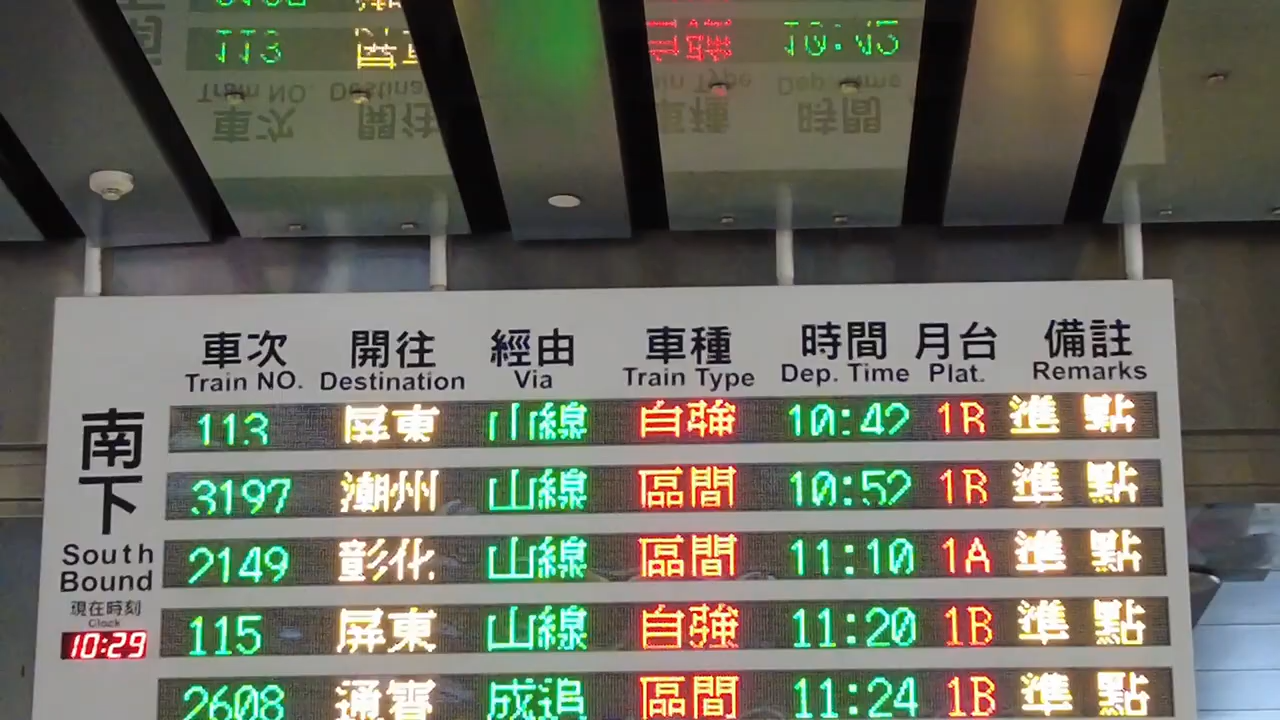 車次 開往 經由 車種 時間 月台 備註
Train NO. Destination Via Train Type Dep. Time Plat. Remarks
南下
South Bound
現在時刻
Clock
10:29
113 屏東 山線 自強 10:42 1B 準點
3197 潮州 山線 區間 10:52 1B 準點
2149 彰化 山線 區間 11:10 1A 準點
115 屏東 山線 自強 11:20 1B 準點
2608 通霄 成追 區間 11:24 1B 準點